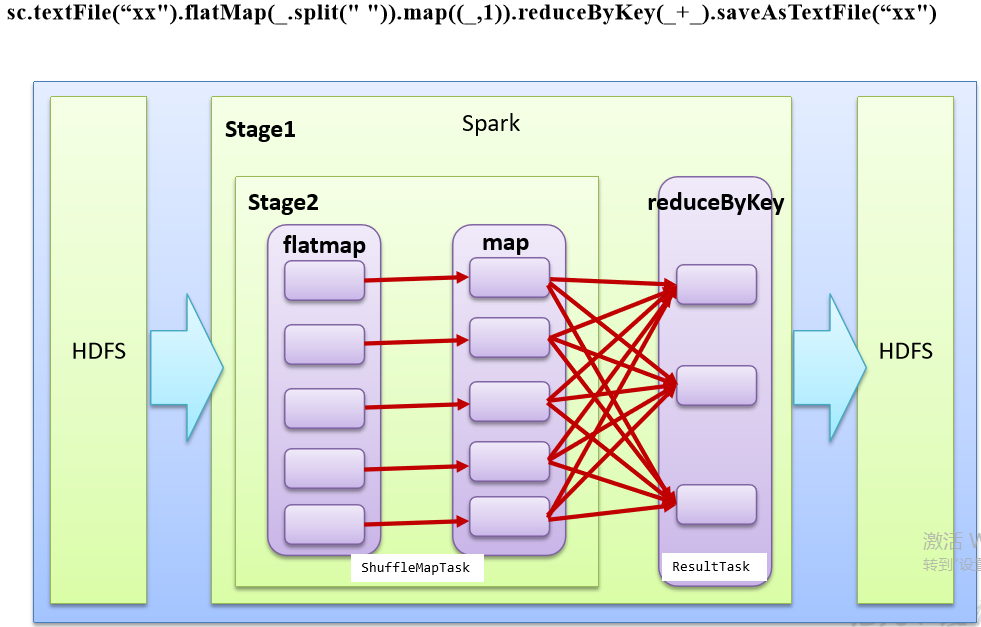 sc.textFile(“xx").flatMap(_.split(" ")).map((_,1)).reduceByKey(_+_).saveAsTextFile(“xx")
Spark
Stage1
Stage2
reduceByKey
flatmap
map
HDFS
HDFS
ShuffleMapTask
ResultTask
激活 W
转到"设置